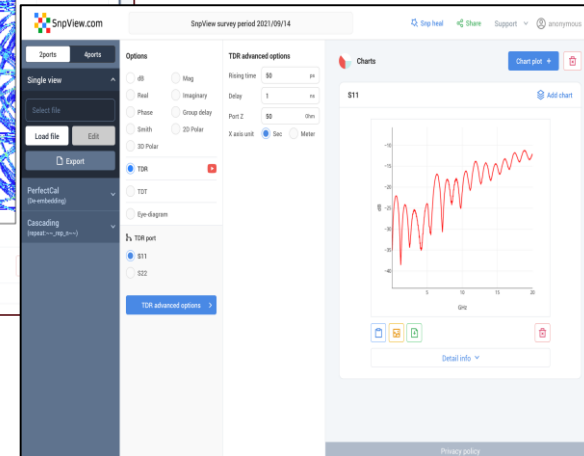 SnpView.com
SnpView survey period 2021/09/14
Snp heal
Share
Support
anonymous
2ports
4ports
Single view
Select file
Load file
Edit
Export
PerfectCal
(De-embedding)
Cascading
Options
dB
Mag
Real
Imaginary
Phase
Group delay
Smith
2D Polar
3D Polar
TDR
TDT
Eye-diagram
TDR port
S11
S22
TDR advanced options
TDR advanced options
Rising time 50 ps
Delay 1 ns
Port Z 50 Ohm
X axis unit Sec Meter
Charts
Chart plot +
S11
Add chart
-10
-15
-20
-25
-30
-35
-40
dB
5 10 15 20
GHz
Detail info
Privacy policy